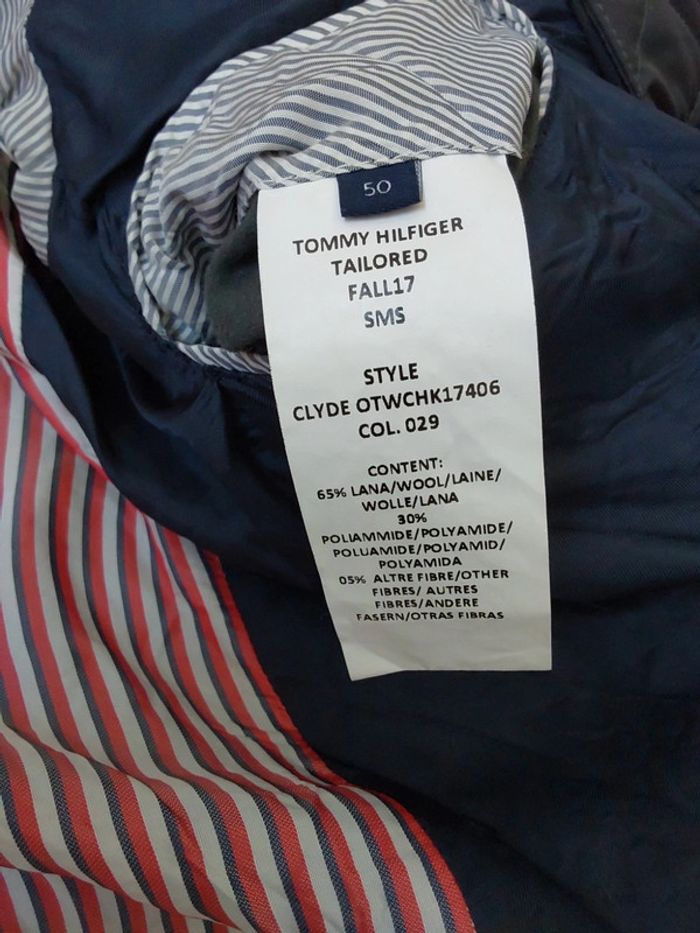 50
TOMMY HILFIGER
TAILORED
FALL17
SMS
STYLE
CLYDE OTWCHK17406
COL. 029
CONTENT:
65% LANA/WOOL/LAINE/
WOLLE/LANA
30%
POLIAMMIDE/POLYAMIDE/
POLUAMIDE/POLYAMID/
POLYAMIDA
05% ALTRE FIBRE/OTHER
FIBRES/ AUTRES
FIBRES/ANDERE
FASERN/OTRAS FIBRAS